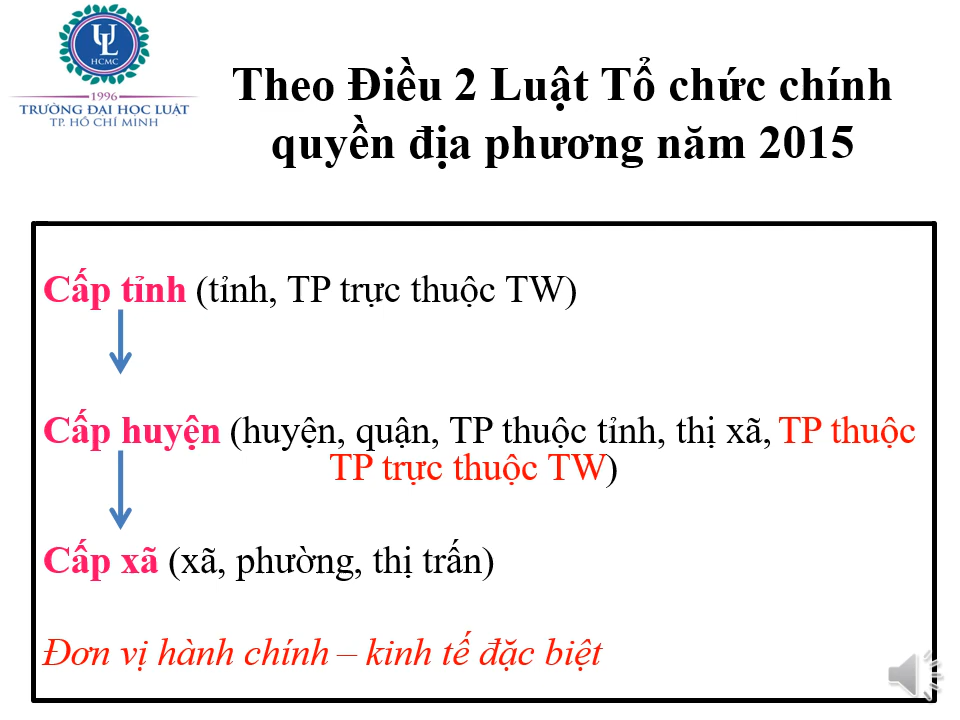 UL
HCMC
1996
TRƯỜNG ĐẠI HỌC LUẬT
TP. HỒ CHÍ MINH
Theo Điều 2 Luật Tổ chức chính
quyền địa phương năm 2015
Cấp tỉnh (tỉnh, TP trực thuộc TW)
Cấp huyện (huyện, quận, TP thuộc tỉnh, thị xã, TP thuộc
TP trực thuộc TW)
Cấp xã (xã, phường, thị trấn)
Đơn vị hành chính – kinh tế đặc biệt